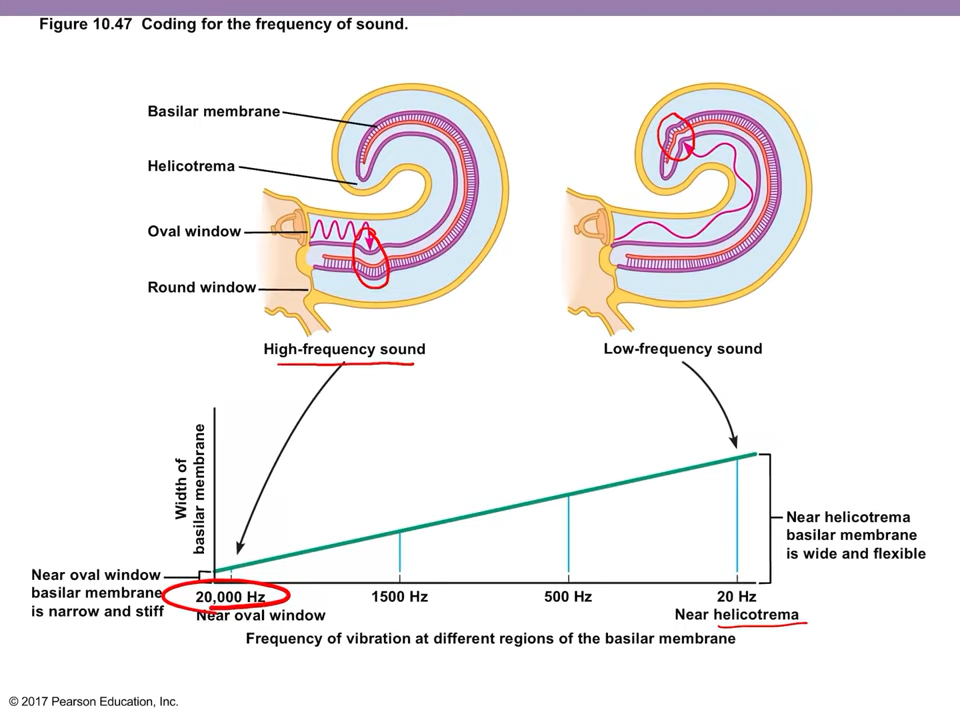 Figure 10.47 Coding for the frequency of sound.
Basilar membrane
Helicotrema
Oval window
Round window
High-frequency sound
Low-frequency sound
Width of
basilar membrane
Near oval window
basilar membrane
is narrow and stiff
Near helicotrema
basilar membrane
is wide and flexible
20,000 Hz
1500 Hz
500 Hz
20 Hz
Near oval window
Near helicotrema
Frequency of vibration at different regions of the basilar membrane
© 2017 Pearson Education, Inc.